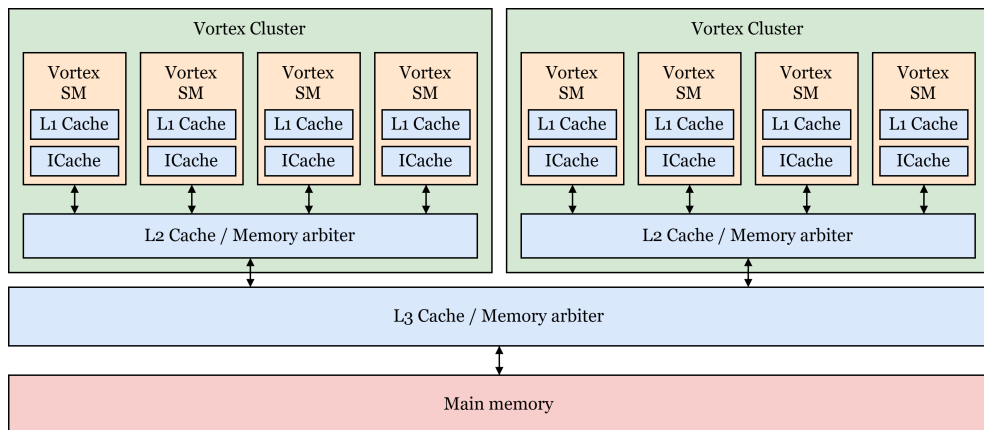 Vortex Cluster
Vortex
SM
L1 Cache
ICache
Vortex
SM
L1 Cache
ICache
Vortex
SM
L1 Cache
ICache
Vortex
SM
L1 Cache
ICache
L2 Cache / Memory arbiter
Vortex Cluster
Vortex
SM
L1 Cache
ICache
Vortex
SM
L1 Cache
ICache
Vortex
SM
L1 Cache
ICache
Vortex
SM
L1 Cache
ICache
L2 Cache / Memory arbiter
L3 Cache / Memory arbiter
Main memory